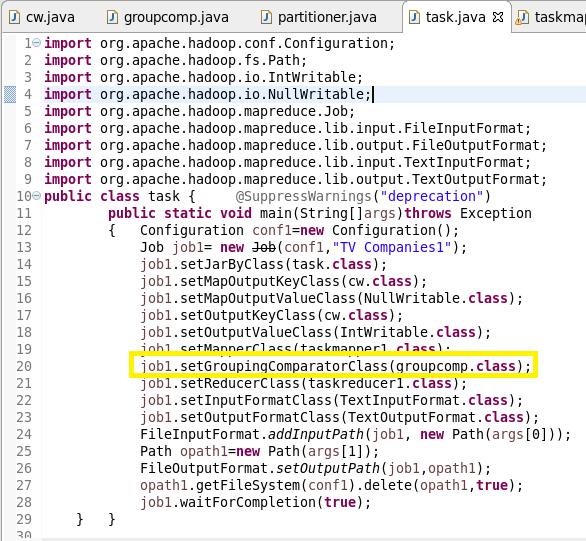 cw.java groupcomp.java partitioner.java task.java taskmap
1 import org.apache.hadoop.conf.Configuration;
2 import org.apache.hadoop.fs.Path;
3 import org.apache.hadoop.io.IntWritable;
4 import org.apache.hadoop.io.NullWritable;
5 import org.apache.hadoop.mapreduce.Job;
6 import org.apache.hadoop.mapreduce.lib.input.FileInputFormat;
7 import org.apache.hadoop.mapreduce.lib.output.FileOutputFormat;
8 import org.apache.hadoop.mapreduce.lib.input.TextInputFormat;
9 import org.apache.hadoop.mapreduce.lib.output.TextOutputFormat;
10 public class task { @SuppressWarnings("deprecation")
11 public static void main(String[]args)throws Exception
12 { Configuration conf1=new Configuration();
13 Job job1= new Job(conf1,"TV Companies1");
14 job1.setJarByClass(task.class);
15 job1.setMapOutputKeyClass(cw.class);
16 job1.setMapOutputValueClass(NullWritable.class);
17 job1.setOutputKeyClass(cw.class);
18 job1.setOutputValueClass(IntWritable.class);
19 job1.setMapperClass(taskmapper1.class);
20 job1.setGroupingComparatorClass(groupcomp.class);
21 job1.setReducerClass(taskreducer1.class);
22 job1.setInputFormatClass(TextInputFormat.class);
23 job1.setOutputFormatClass(TextOutputFormat.class);
24 FileInputFormat.addInputPath(job1, new Path(args[0]));
25 Path opath1=new Path(args[1]);
26 FileOutputFormat.setOutputPath(job1,opath1);
27 opath1.getFileSystem(conf1).delete(opath1,true);
28 job1.waitForCompletion(true);
29 } }
30